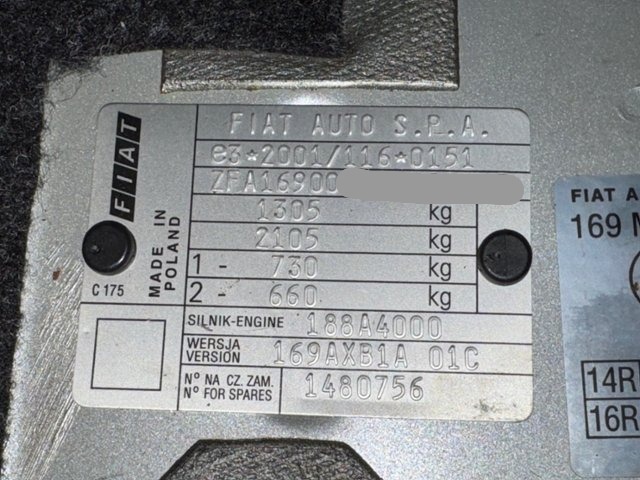 FIAT AUTO S.P.A.
e3*2001/116*0151
ZFA16900
1305 kg
2105 kg
1 - 730 kg
2 - 660 kg
SILNIK-ENGINE 188A4000
WERSJA
VERSION 169AXB1A 01C
N° NA CZ. ZAM.
N° FOR SPARES 1480756
FIAT
MADE IN
POLAND
C 175
FIAT A
169
14R
16R